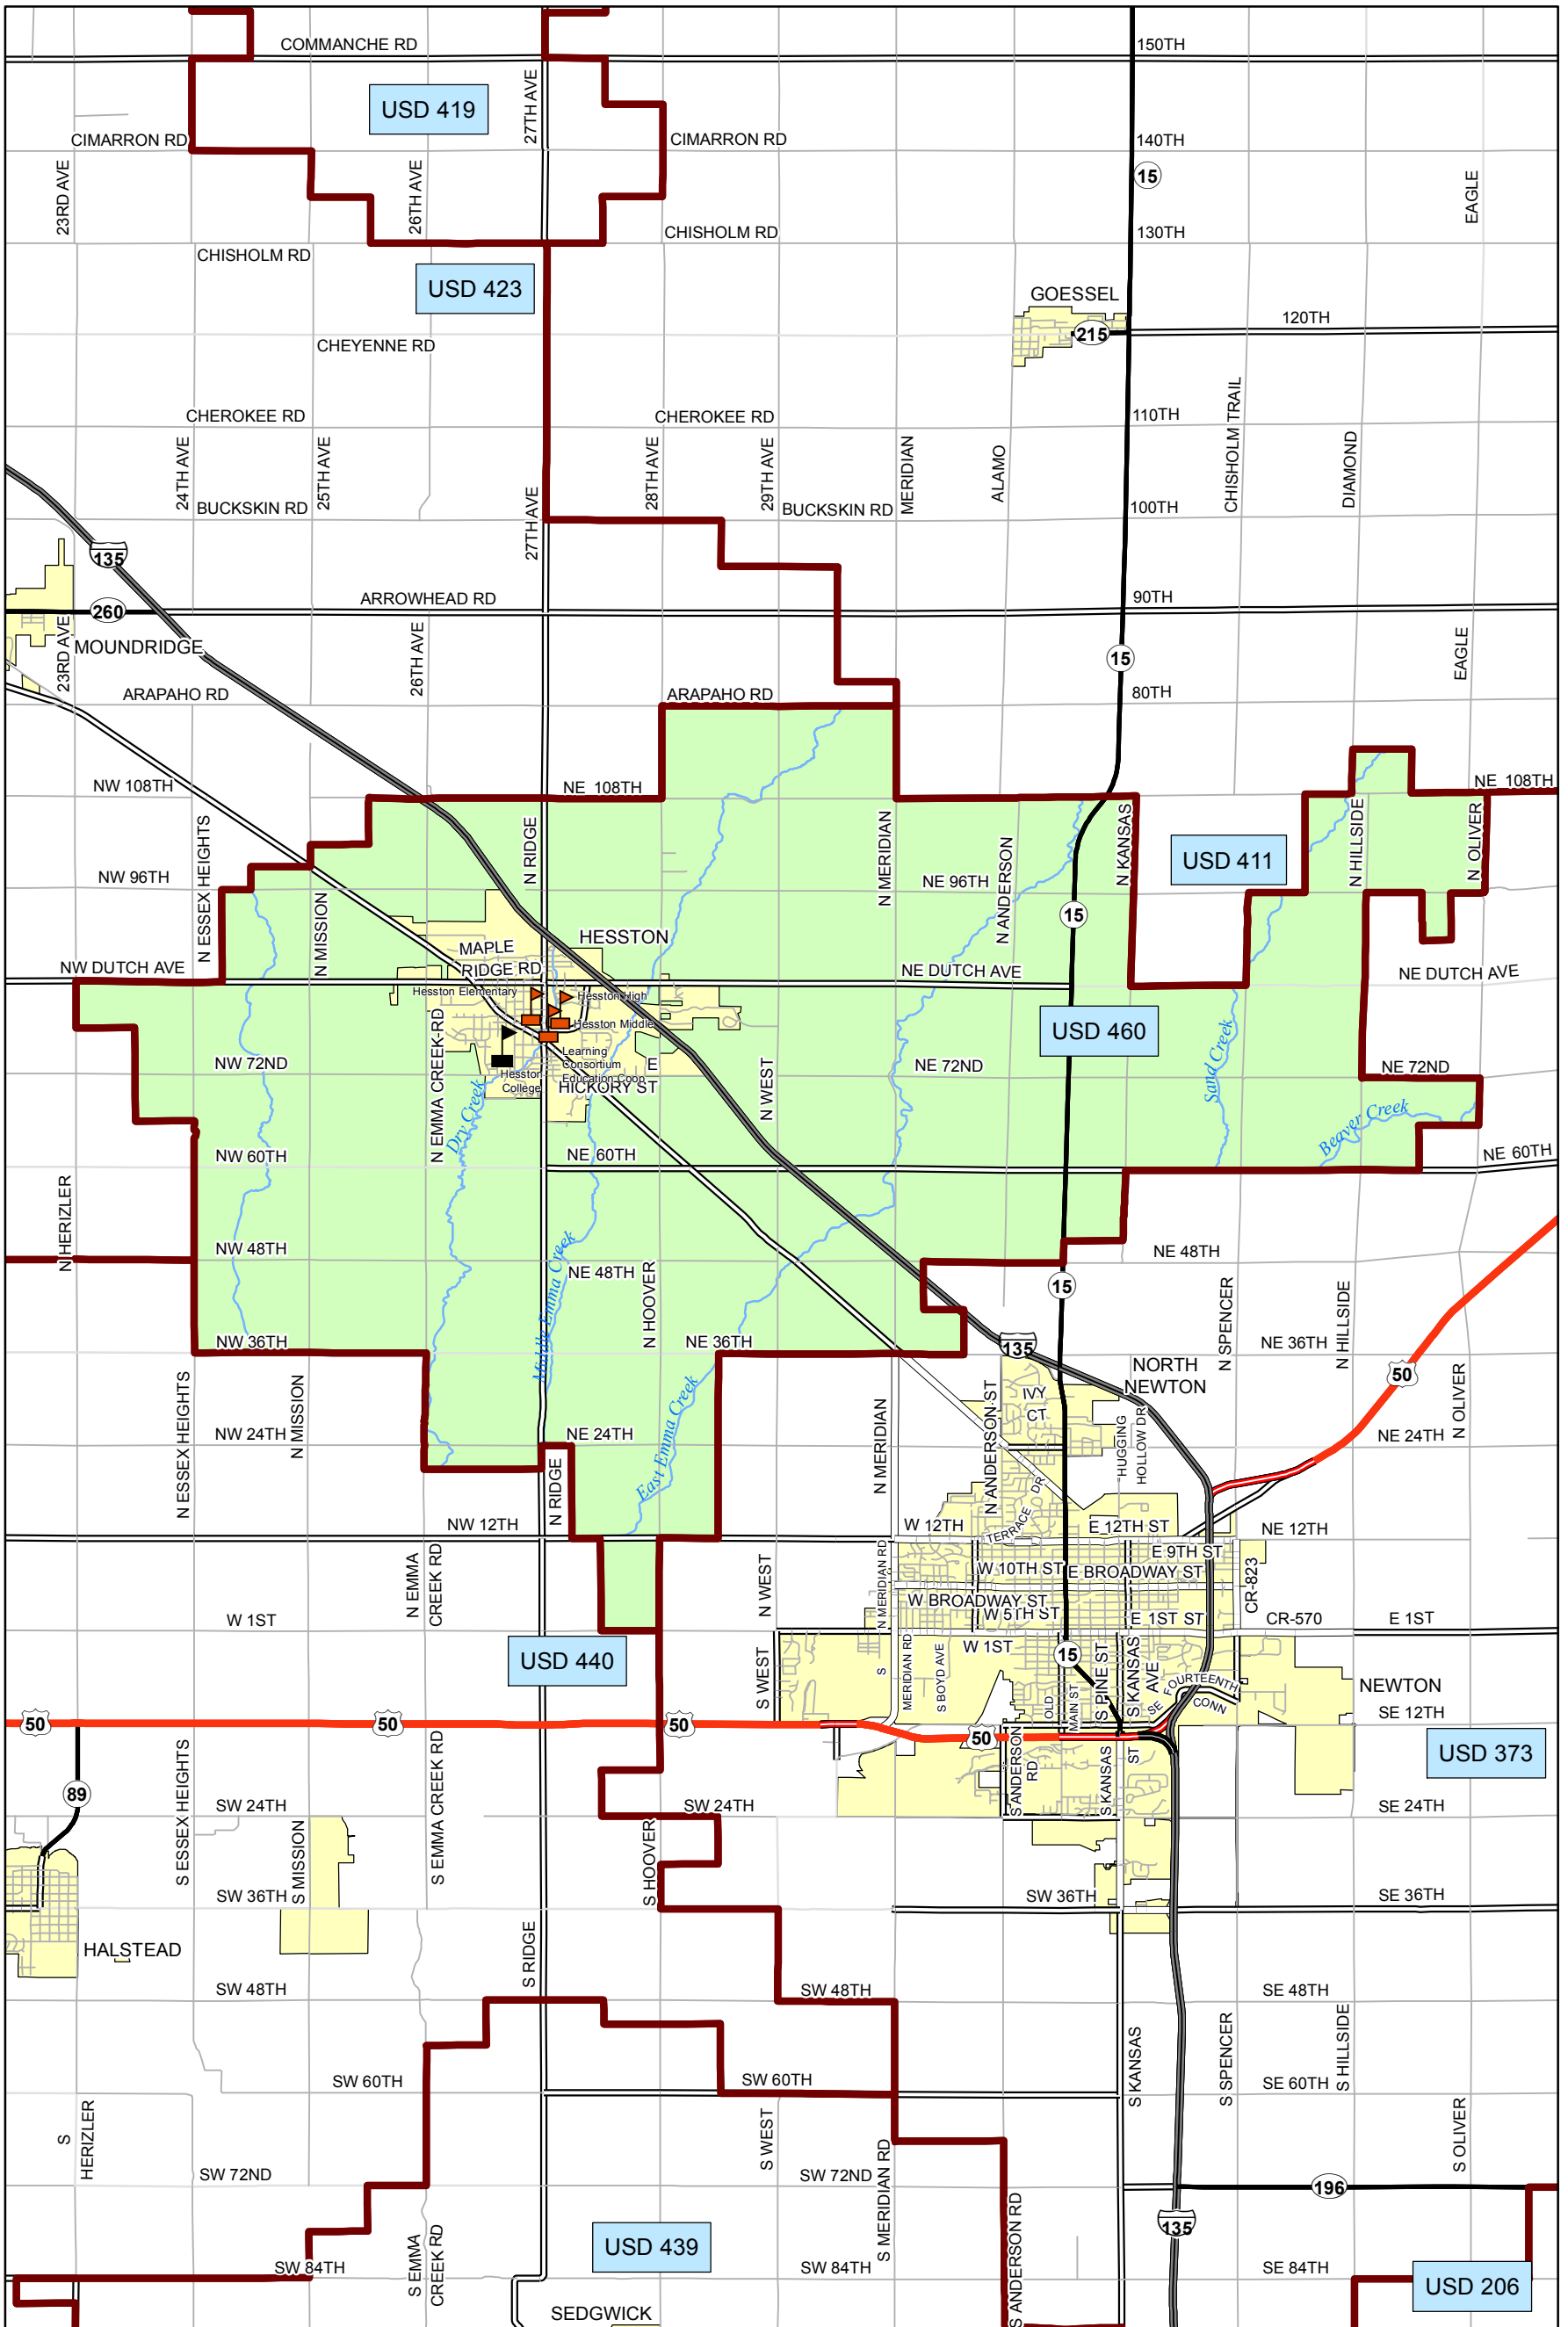 COMMANCHE RD
150TH
27TH AVE
USD 419
CIMARRON RD
CIMARRON RD
140TH
15
23RD AVE
26TH AVE
EAGLE
CHISHOLM RD
130TH
CHISHOLM RD
USD 423
GOESSEL
215
120TH
CHEYENNE RD
CHEROKEE RD
CHEROKEE RD
110TH
CHISHOLM TRAIL
24TH AVE
25TH AVE
28TH AVE
29TH AVE
MERIDIAN
ALAMO
DIAMOND
BUCKSKIN RD
27TH AVE
BUCKSKIN RD
100TH
135
260
ARROWHEAD RD
90TH
23RD AVE
MOUNDRIDGE
26TH AVE
15
EAGLE
ARAPAHO RD
ARAPAHO RD
80TH
NW 108TH
NE 108TH
NE 108TH
N ESSEX HEIGHTS
N RIDGE
N MERIDIAN
N ANDERSON
N KANSAS
USD 411
N HILLSIDE
N OLIVER
NW 96TH
NE 96TH
N MISSION
15
HESSTON
MAPLE
RIDGE RD
NW DUTCH AVE
NE DUTCH AVE
NE DUTCH AVE
Hesston Elementary
Hesston High
Hesston Middle
USD 460
N EMMA CREEK RD
Learning
Consortium
Education Coop
E
HICKORY ST
Hesston
College
NW 72ND
N WEST
NE 72ND
NE 72ND
Sand Creek
Dry Creek
Beaver Creek
NW 60TH
NE 60TH
NE 60TH
N HERIZLER
NW 48TH
NE 48TH
NE 48TH
Middle Emma Creek
N HOOVER
15
N SPENCER
N HILLSIDE
NW 36TH
NE 36TH
135
NE 36TH
NORTH
NEWTON
50
N ESSEX HEIGHTS
N MISSION
East Emma Creek
N MERIDIAN
N ANDERSON ST
IVY
CT
HUGGING
HOLLOW DR
N OLIVER
NW 24TH
NE 24TH
NE 24TH
N RIDGE
DR
TERRACE
NW 12TH
W 12TH
E 12TH ST
NE 12TH
N EMMA
CREEK RD
N WEST
N MERIDIAN RD
E 9TH ST
W 10TH ST
E BROADWAY ST
CR-823
W BROADWAY ST
W 5TH ST
W 1ST
E 1ST ST
CR-570
E 1ST
USD 440
S WEST
S
MERIDIAN RD
S BOYD AVE
W 1ST
15
OLD
MAIN ST
S PINE ST
S KANSAS
AVE
SE
FOURTEENTH
CONN
NEWTON
50
50
50
50
SE 12TH
USD 373
89
S ESSEX HEIGHTS
S EMMA CREEK RD
S ANDERSON
RD
S KANSAS
ST
SW 24TH
SW 24TH
SE 24TH
S MISSION
S HOOVER
SW 36TH
SW 36TH
SE 36TH
HALSTEAD
S RIDGE
SW 48TH
SW 48TH
SE 48TH
S KANSAS
S SPENCER
S HILLSIDE
SW 60TH
SW 60TH
SE 60TH
S
HERIZLER
S WEST
S MERIDIAN RD
S OLIVER
SW 72ND
SW 72ND
196
135
S EMMA
CREEK RD
USD 439
S ANDERSON RD
SW 84TH
SW 84TH
SE 84TH
USD 206
SEDGWICK